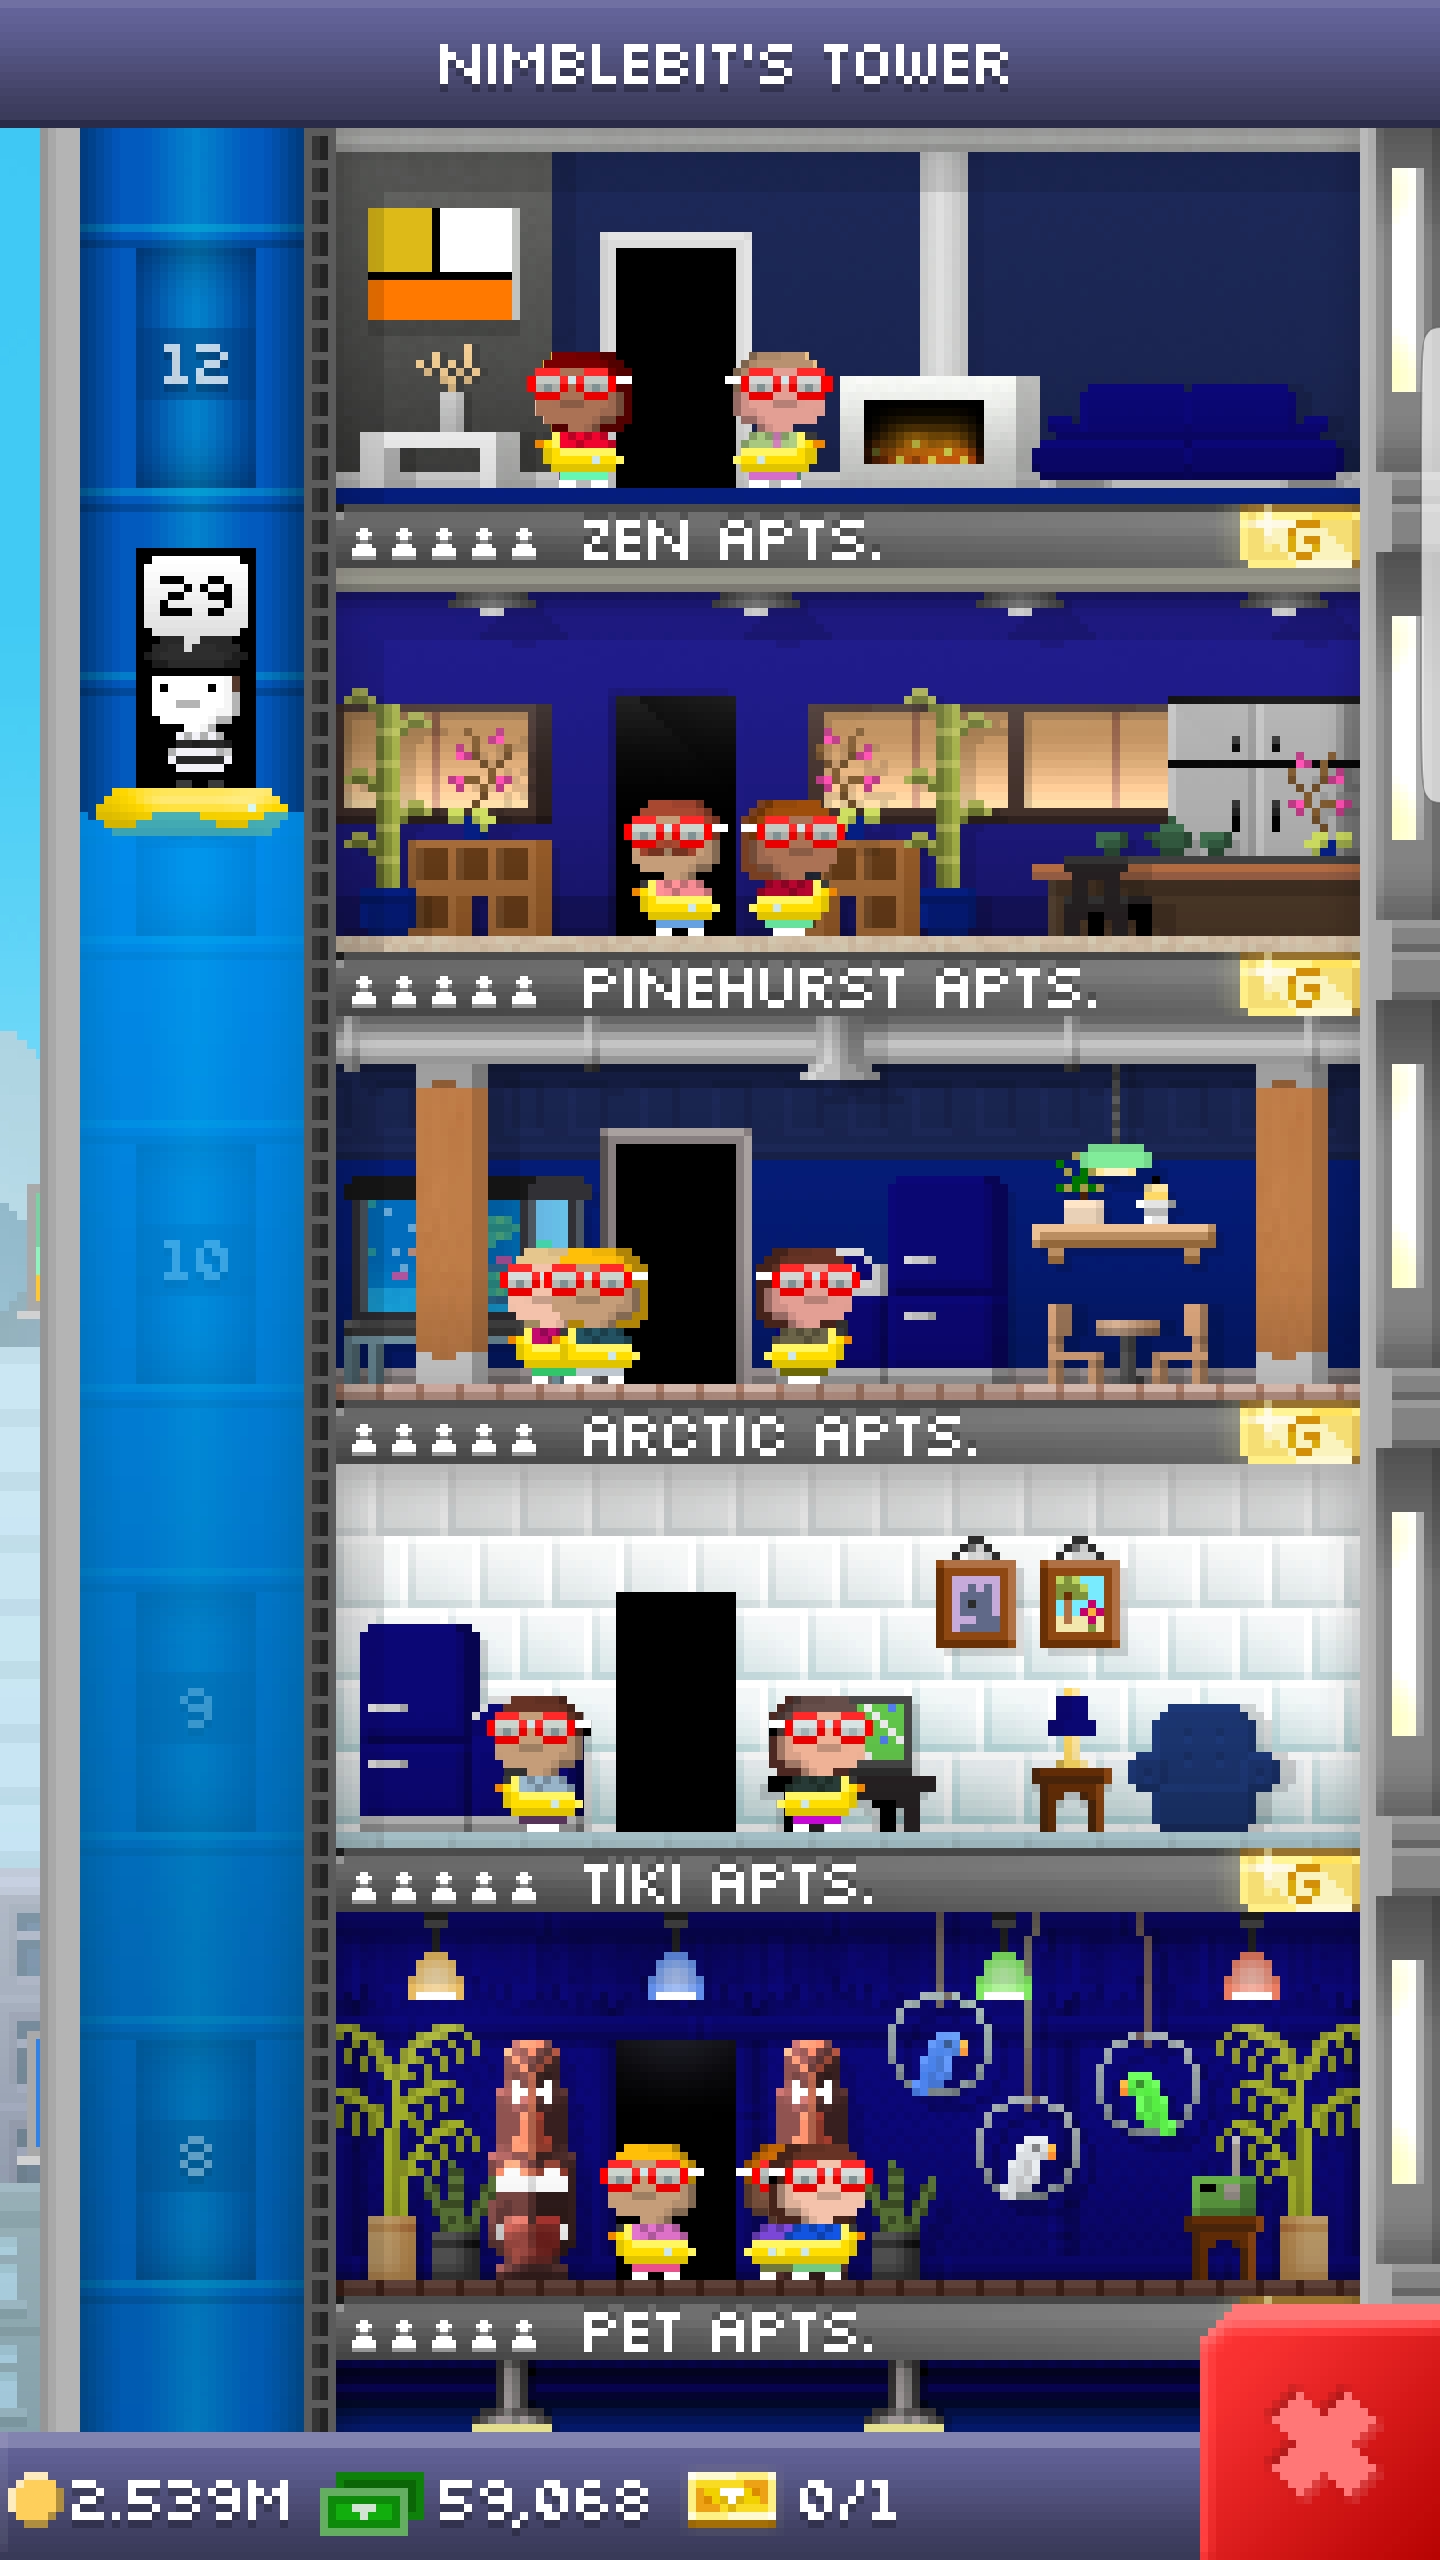 NIMBLEBIT'S TOWER
12
ZEN APTS. G
29
PINEHURST APTS. G
10
ARCTIC APTS. G
9
TIKI APTS. G
8
PET APTS.
2.539M 59,068 0/1